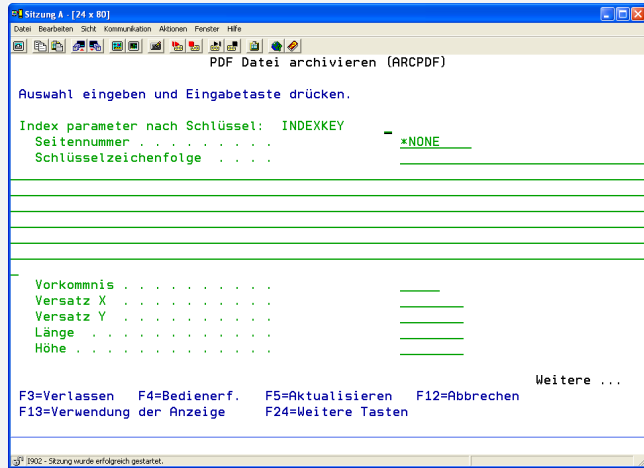 Sitzung A - [24 x 80]
Datei Bearbeiten Sicht Kommunikation Aktionen Fenster Hilfe
PDF Datei archivieren (ARCPDF)
Auswahl eingeben und Eingabetaste drücken.
Index parameter nach Schlüssel: INDEXKEY
Seitennummer . . . . . . . . . *NONE
Schlüsselzeichenfolge . . . .
Vorkommnis . . . . . . . . . .
Versatz X . . . . . . . . . .
Versatz Y . . . . . . . . . .
Länge . . . . . . . . . . . .
Höhe . . . . . . . . . . . . .
Weitere ...
F3=Verlassen F4=Bedienerf. F5=Aktualisieren F12=Abbrechen
F13=Verwendung der Anzeige F24=Weitere Tasten
I902 - Sitzung wurde erfolgreich gestartet.